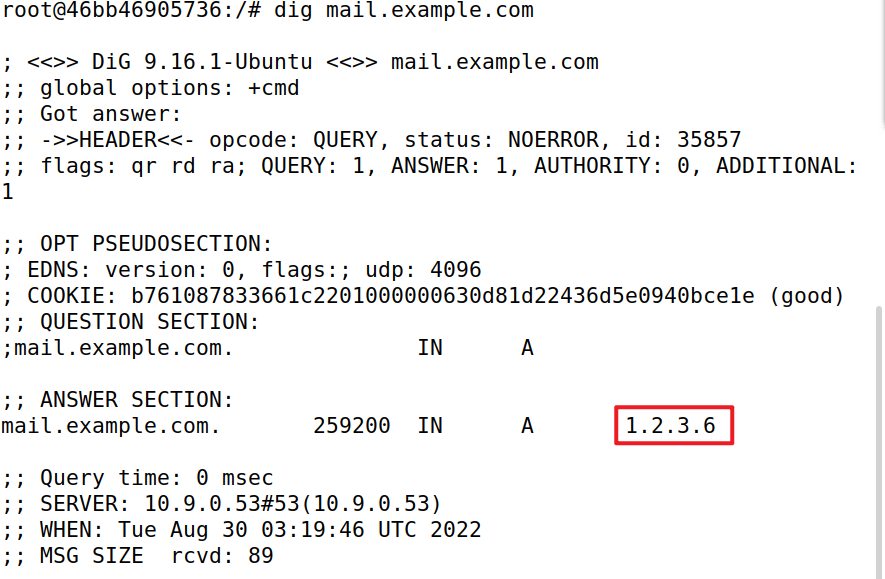 root@46bb46905736:/# dig mail.example.com
; <<>> DiG 9.16.1-Ubuntu <<>> mail.example.com
;; global options: +cmd
;; Got answer:
;; ->>HEADER<<- opcode: QUERY, status: NOERROR, id: 35857
;; flags: qr rd ra; QUERY: 1, ANSWER: 1, AUTHORITY: 0, ADDITIONAL:
1
;; OPT PSEUDOSECTION:
; EDNS: version: 0, flags:; udp: 4096
; COOKIE: b761087833661c2201000000630d81d22436d5e0940bce1e (good)
;; QUESTION SECTION:
;mail.example.com. IN A
;; ANSWER SECTION:
mail.example.com. 259200 IN A 1.2.3.6
;; Query time: 0 msec
;; SERVER: 10.9.0.53#53(10.9.0.53)
;; WHEN: Tue Aug 30 03:19:46 UTC 2022
;; MSG SIZE rcvd: 89